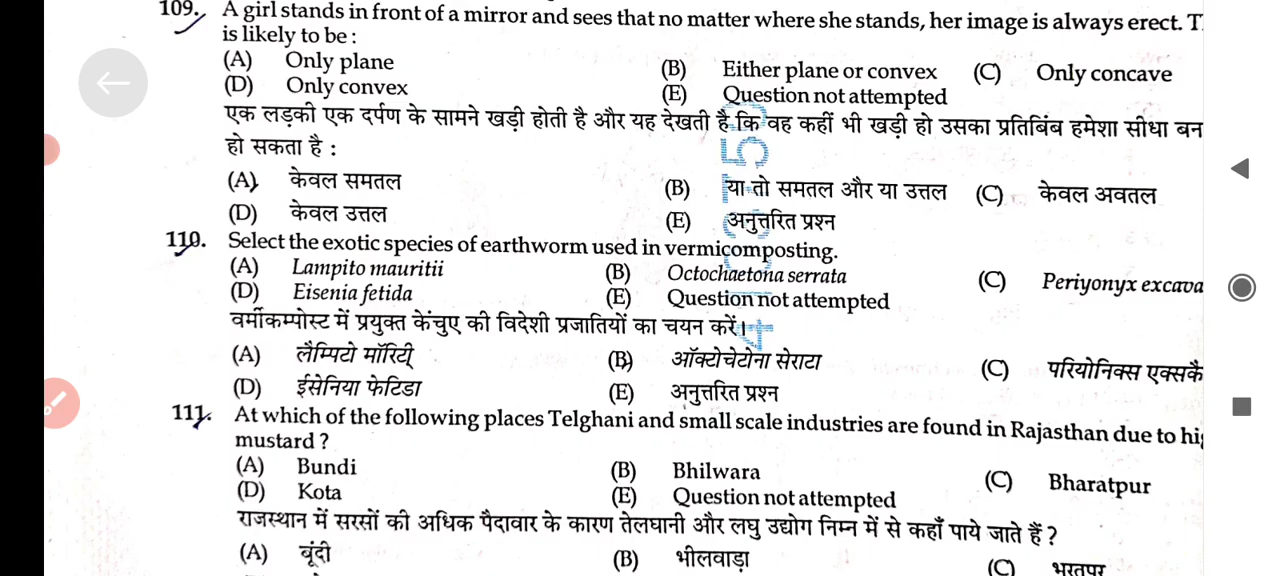 109. A girl stands in front of a mirror and sees that no matter where she stands, her image is always erect. T
is likely to be :
(A) Only plane (B) Either plane or convex (C) Only concave
(D) Only convex (E) Question not attempted
एक लड़की एक दर्पण के सामने खड़ी होती है और यह देखती है कि वह कहीं भी खड़ी हो उसका प्रतिबिंब हमेशा सीधा बन
हो सकता है :
(A) केवल समतल (B) या तो समतल और या उत्तल (C) केवल अवतल
(D) केवल उत्तल (E) अनुत्तरित प्रश्न
110. Select the exotic species of earthworm used in vermicomposting.
(A) Lampito mauritii (B) Octochaetona serrata (C) Periyonyx excava
(D) Eisenia fetida (E) Question not attempted
वर्मीकम्पोस्ट में प्रयुक्त केंचुए की विदेशी प्रजातियों का चयन करें।
(A) लैम्पिटो मॉरिटी (B) ऑक्टोचेटोना सेराटा (C) परियोनिक्स एक्सकै
(D) ईसेनिया फेटिडा (E) अनुत्तरित प्रश्न
111. At which of the following places Telghani and small scale industries are found in Rajasthan due to hi
mustard ?
(A) Bundi (B) Bhilwara (C) Bharatpur
(D) Kota (E) Question not attempted
राजस्थान में सरसों की अधिक पैदावार के कारण तेलघानी और लघु उद्योग निम्न में से कहाँ पाये जाते हैं ?
(A) बूंदी (B) भीलवाड़ा (C) भरतपुर